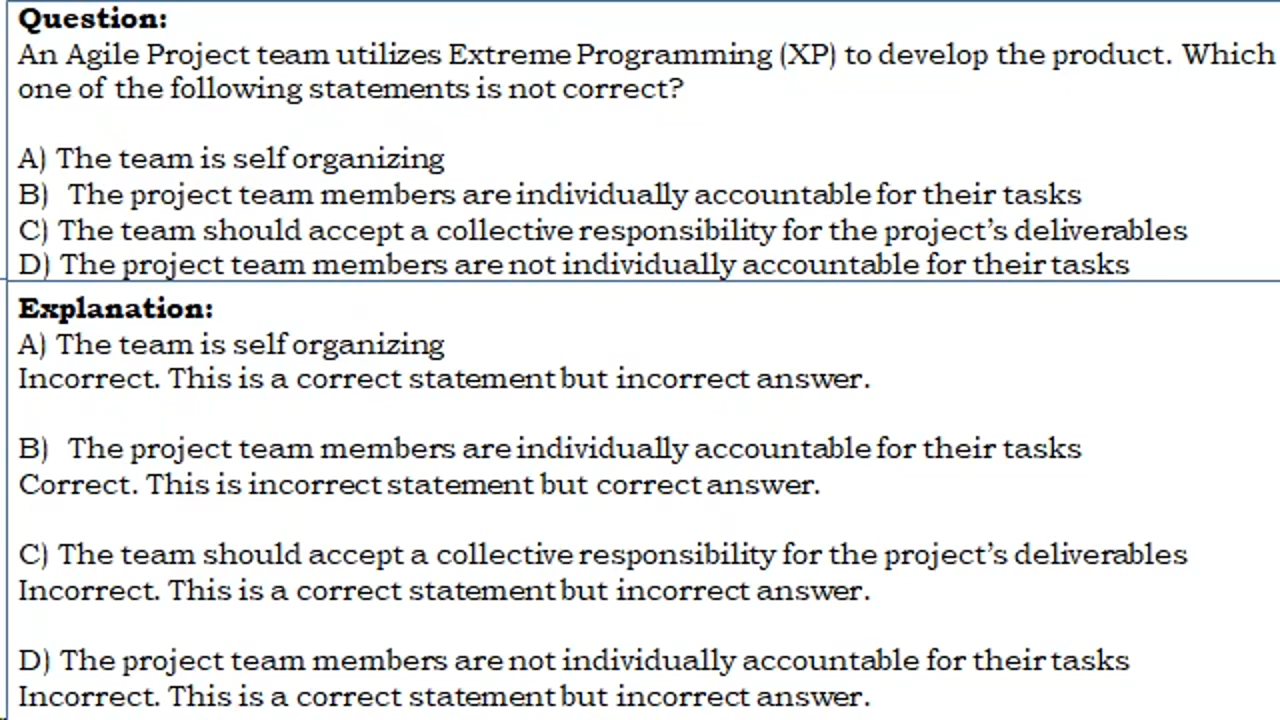 Question:
An Agile Project team utilizes Extreme Programming (XP) to develop the product. Which
one of the following statements is not correct?
A) The team is self organizing
B) The project team members are individually accountable for their tasks
C) The team should accept a collective responsibility for the project’s deliverables
D) The project team members are not individually accountable for their tasks
Explanation:
A) The team is self organizing
Incorrect. This is a correct statement but incorrect answer.
B) The project team members are individually accountable for their tasks
Correct. This is incorrect statement but correct answer.
C) The team should accept a collective responsibility for the project’s deliverables
Incorrect. This is a correct statement but incorrect answer.
D) The project team members are not individually accountable for their tasks
Incorrect. This is a correct statement but incorrect answer.